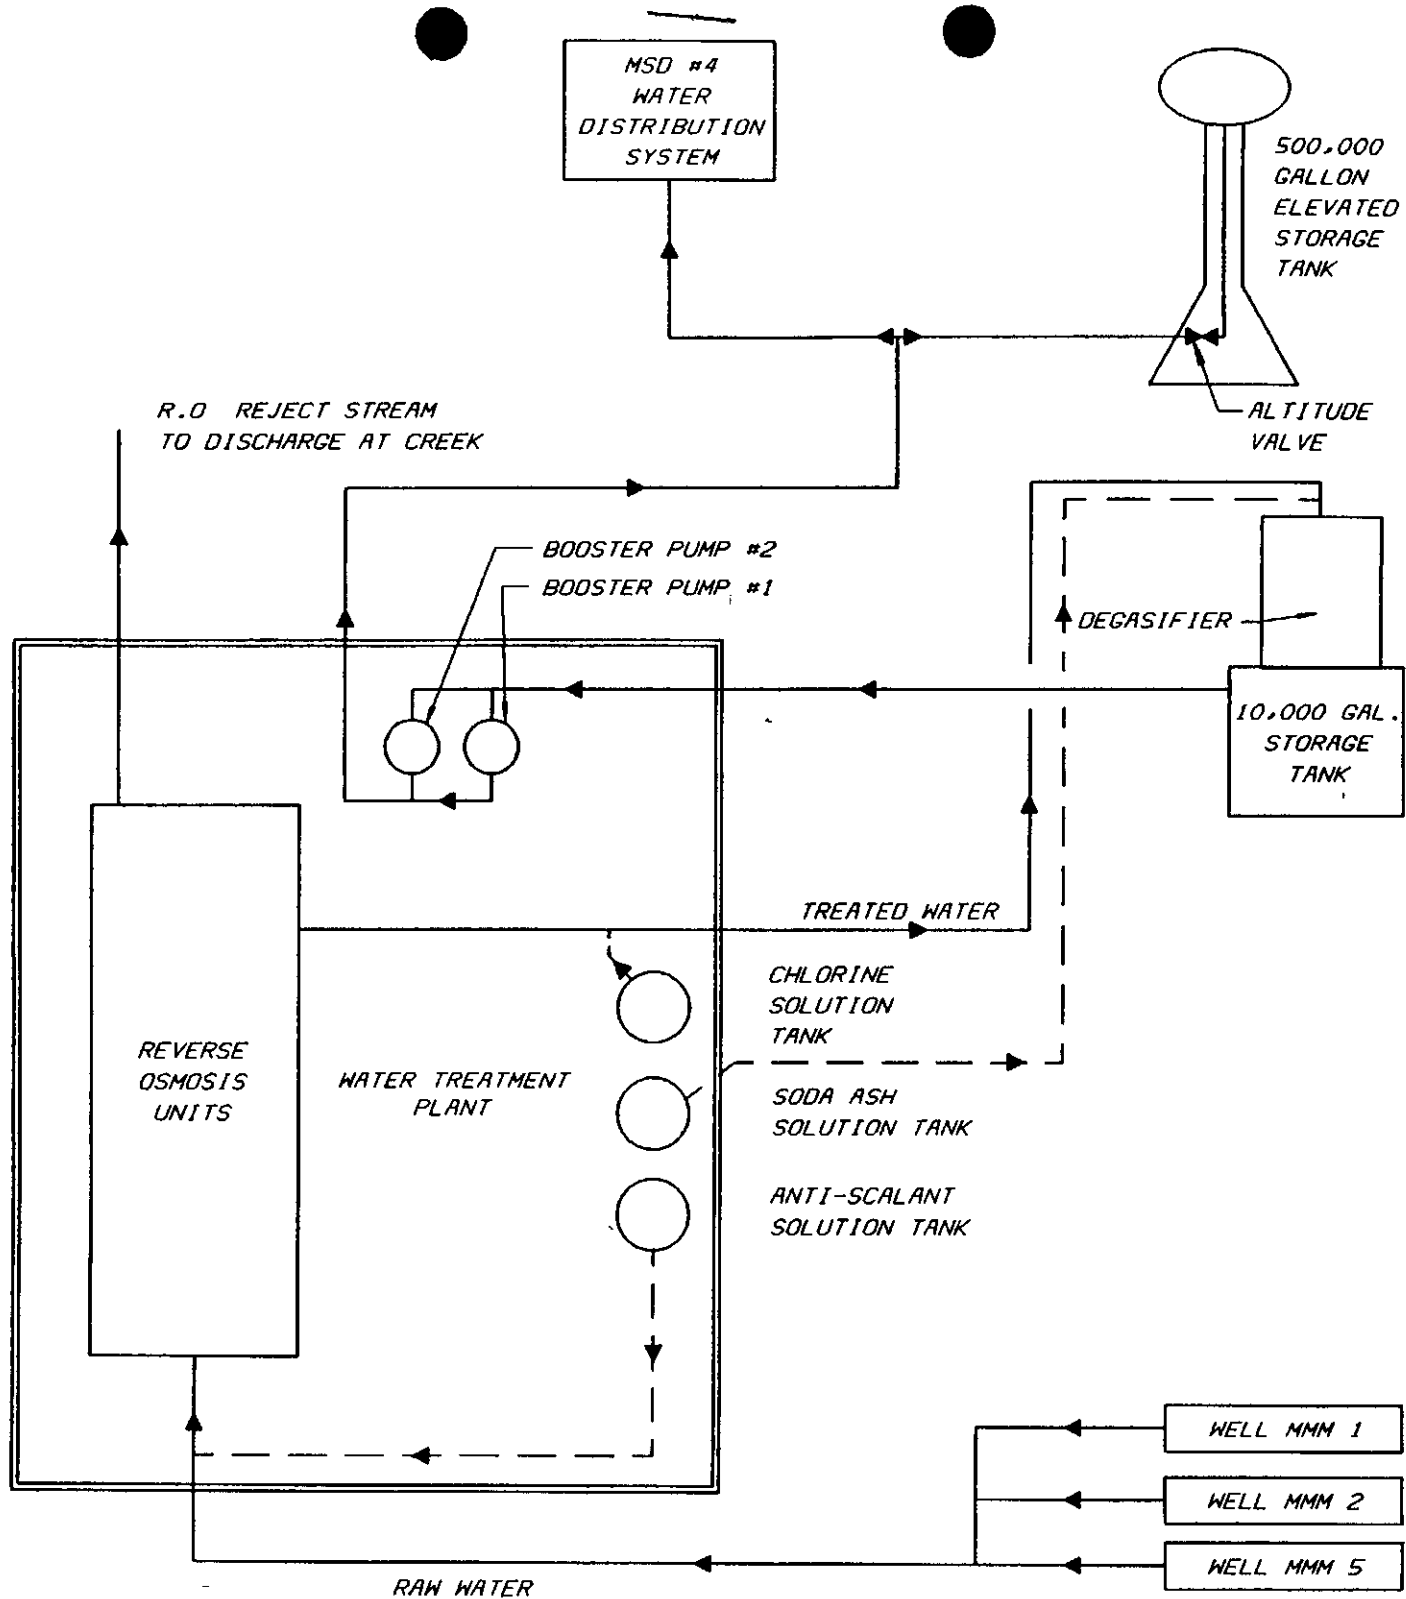 MSD #4
WATER
DISTRIBUTION
SYSTEM
500,000
GALLON
ELEVATED
STORAGE
TANK
ALTITUDE
VALVE
R.O REJECT STREAM
TO DISCHARGE AT CREEK
BOOSTER PUMP #2
BOOSTER PUMP #1
DEGASIFIER
10,000 GAL.
STORAGE
TANK
TREATED WATER
CHLORINE
SOLUTION
TANK
REVERSE
OSMOSIS
UNITS
WATER TREATMENT
PLANT
SODA ASH
SOLUTION TANK
ANTI-SCALANT
SOLUTION TANK
WELL MMM 1
WELL MMM 2
WELL MMM 5
RAW WATER